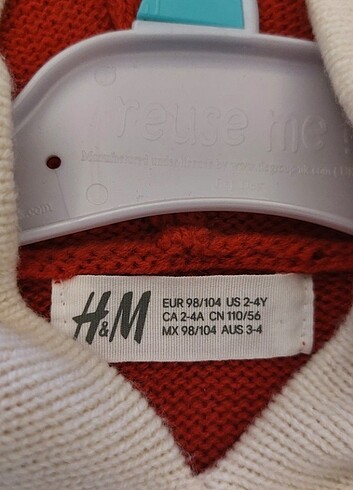 reuse me
H&M
EUR 98/104 US 2-4Y
CA 2-4A CN 110/56
MX 98/104 AUS 3-4